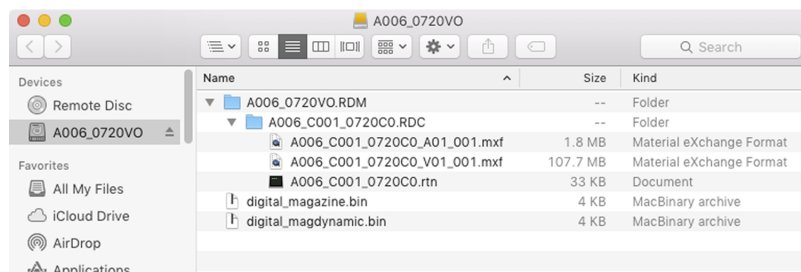 A006_0720VO
Search
Devices
Remote Disc
A006_0720VO
Favorites
All My Files
iCloud Drive
AirDrop
Applications
Name Size Kind
A006_0720VO.RDM -- Folder
A006_C001_0720C0.RDC -- Folder
A006_C001_0720C0_A01_001.mxf 1.8 MB Material eXchange Format
A006_C001_0720C0_V01_001.mxf 107.7 MB Material eXchange Format
A006_C001_0720C0.rtn 33 KB Document
digital_magazine.bin 4 KB MacBinary archive
digital_magdynamic.bin 4 KB MacBinary archive